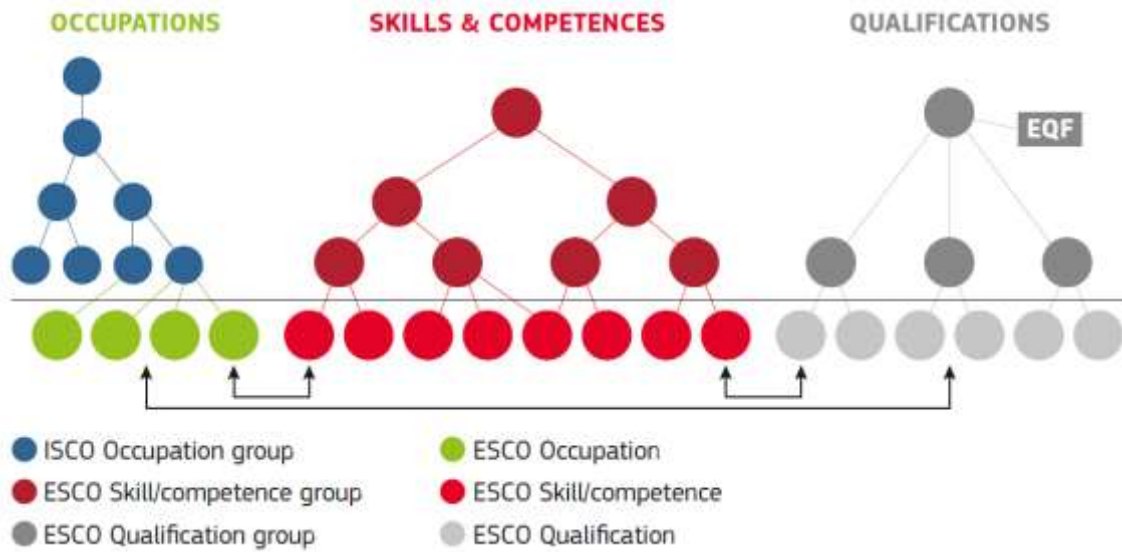 OCCUPATIONS
SKILLS & COMPETENCES
QUALIFICATIONS
EQF
ISCO Occupation group
ESCO Occupation
ESCO Skill/competence group
ESCO Skill/competence
ESCO Qualification group
ESCO Qualification